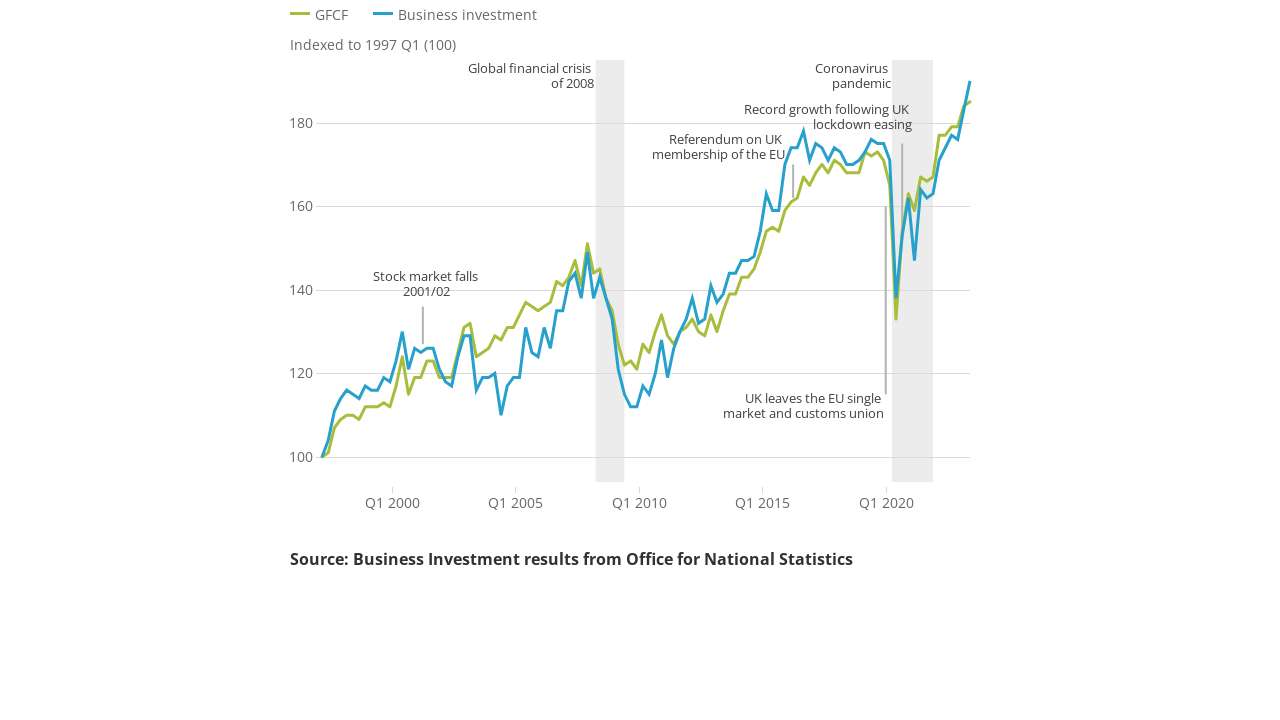 GFCF
Business investment
Indexed to 1997 Q1 (100)
Global financial crisis
of 2008
Coronavirus
pandemic
Record growth following UK
lockdown easing
Referendum on UK
membership of the EU
Stock market falls
2001/02
UK leaves the EU single
market and customs union
180
160
140
120
100
Q1 2000
Q1 2005
Q1 2010
Q1 2015
Q1 2020
Source: Business Investment results from Office for National Statistics